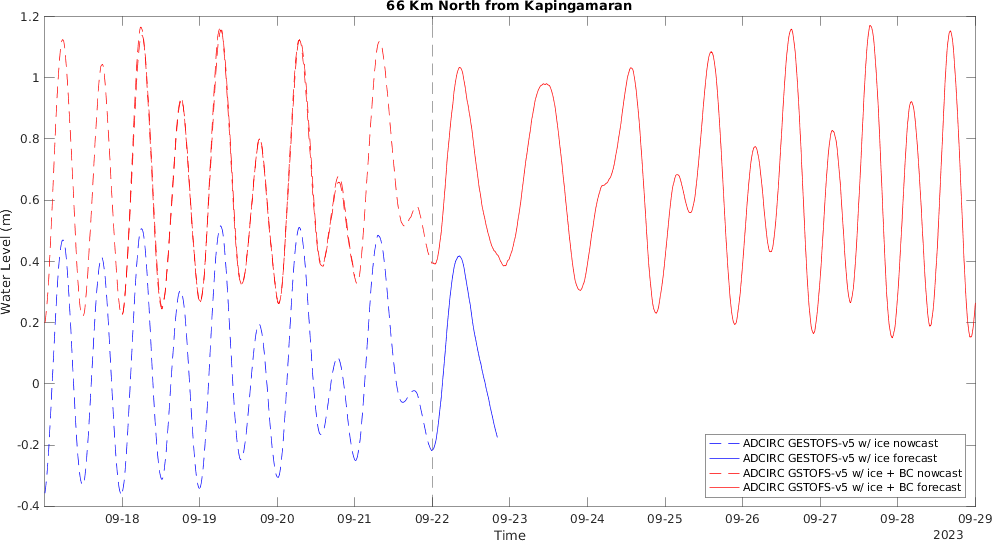 66 Km North from Kapingamaran
1.2
1
0.8
0.6
0.4
0.2
0
-0.2
-0.4
Water Level (m)
ADCIRC GESTOFS-v5 w/ ice nowcast
ADCIRC GESTOFS-v5 w/ ice forecast
ADCIRC GSTOFS-v5 w/ ice + BC nowcast
ADCIRC GSTOFS-v5 w/ ice + BC forecast
09-18 09-19 09-20 09-21 09-22 09-23 09-24 09-25 09-26 09-27 09-28 09-29
Time
2023